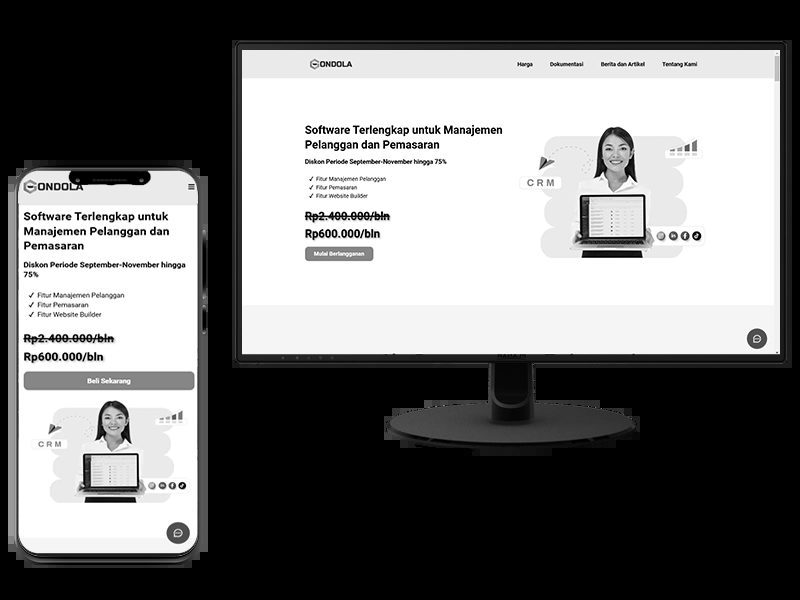 ONDOLA
Software Terlengkap untuk
Manajemen Pelanggan dan
Pemasaran
Diskon Periode September-November hingga
75%
✓ Fitur Manajemen Pelanggan
✓ Fitur Pemasaran
✓ Fitur Website Builder
Rp2.400.000/bln
Rp600.000/bln
Beli Sekarang
CRM
ONDOLA
Harga Dokumentasi Berita dan Artikel Tentang Kami
Software Terlengkap untuk Manajemen
Pelanggan dan Pemasaran
Diskon Periode September-November hingga 75%
✓ Fitur Manajemen Pelanggan
✓ Fitur Pemasaran
✓ Fitur Website Builder
Rp2.400.000/bln
Rp600.000/bln
Mulai Berlangganan
CRM